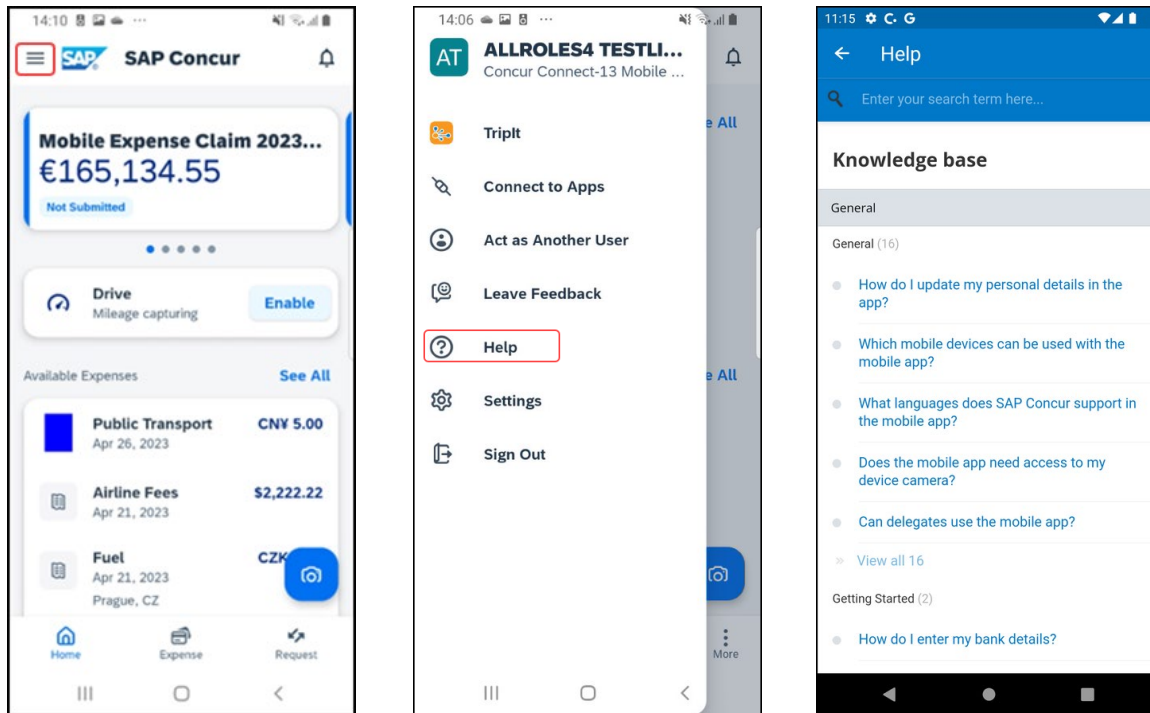 14:10
SAP
SAP Concur
Mobile Expense Claim 2023...
€165,134.55
Not Submitted
Drive
Mileage capturing
Enable
Available Expenses
See All
Public Transport
CN¥ 5.00
Apr 26, 2023
Airline Fees
$2,222.22
Apr 21, 2023
Fuel
CZK
Apr 21, 2023
Prague, CZ
Home
Expense
Request
14:06
AT
ALLROLES4 TESTLI...
Concur Connect-13 Mobile ...
e All
TripIt
Connect to Apps
Act as Another User
Leave Feedback
Help
e All
Settings
Sign Out
More
11:15
Help
Enter your search term here...
Knowledge base
General
General (16)
How do I update my personal details in the
app?
Which mobile devices can be used with the
mobile app?
What languages does SAP Concur support in
the mobile app?
Does the mobile app need access to my
device camera?
Can delegates use the mobile app?
View all 16
Getting Started (2)
How do I enter my bank details?